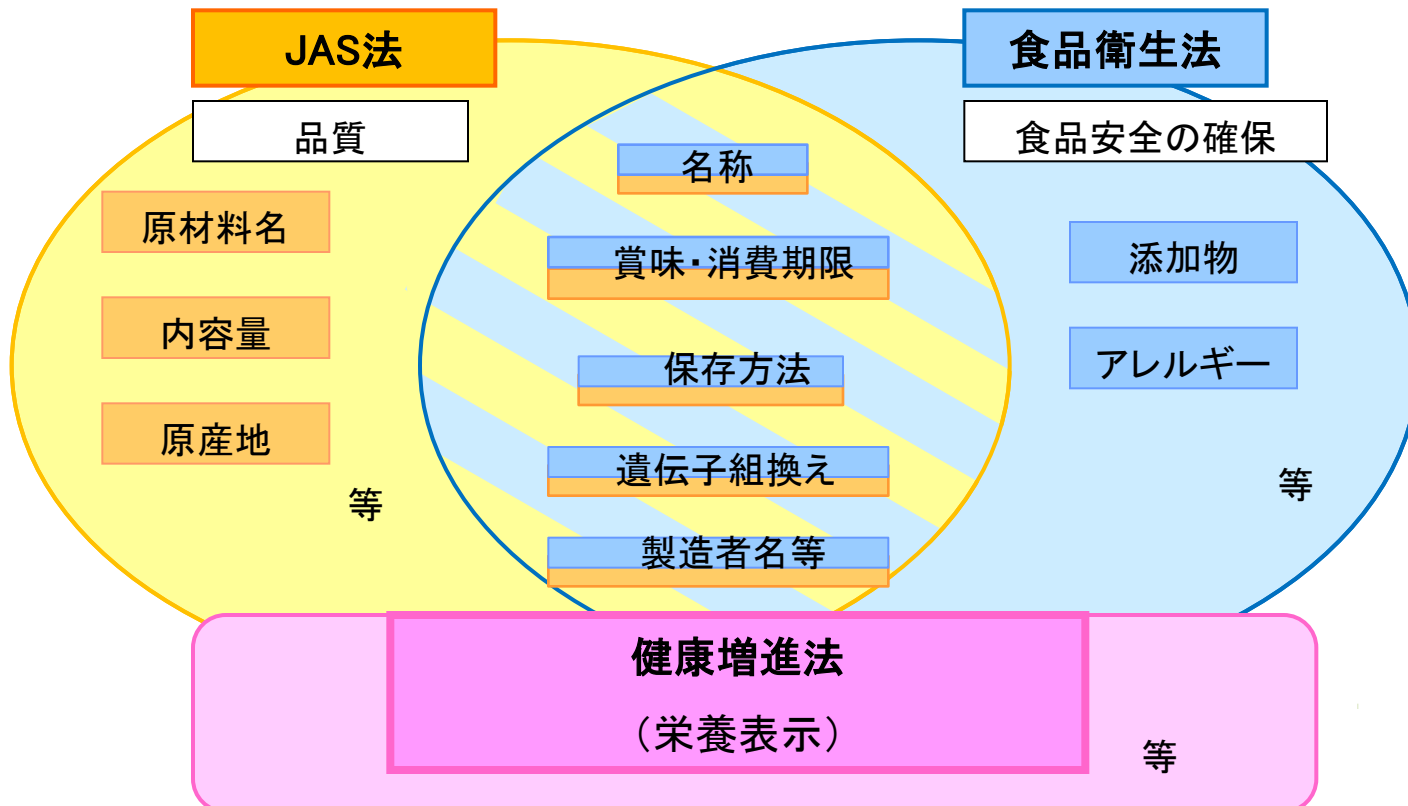 JAS法
品質
原材料名
内容量
原産地
等
名称
賞味・消費期限
保存方法
遺伝子組換え
製造者名等
食品衛生法
食品安全の確保
添加物
アレルギー
等
健康増進法
（栄養表示）
等